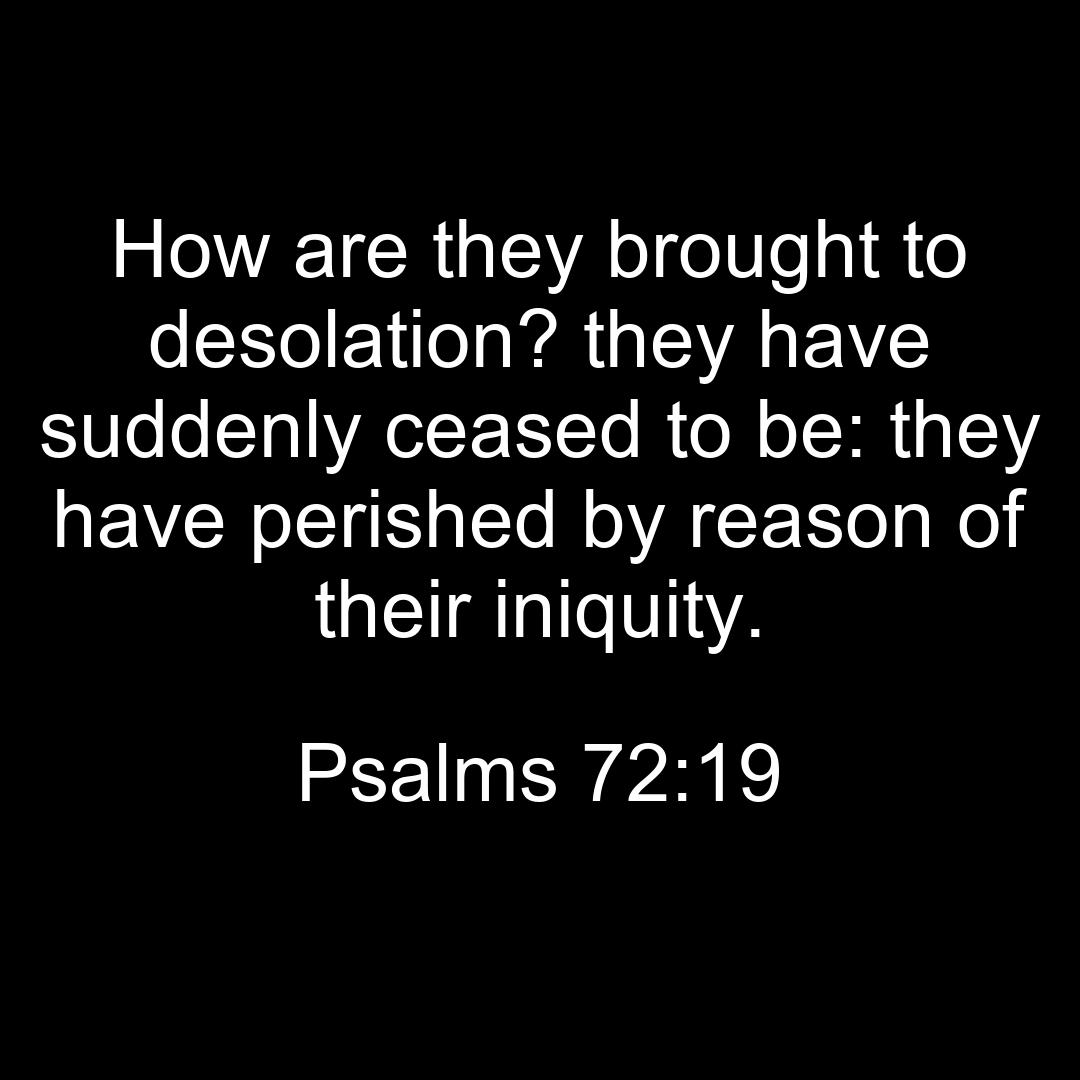 How are they brought to
desolation? they have
suddenly ceased to be: they
have perished by reason of
their iniquity.
Psalms 72:19